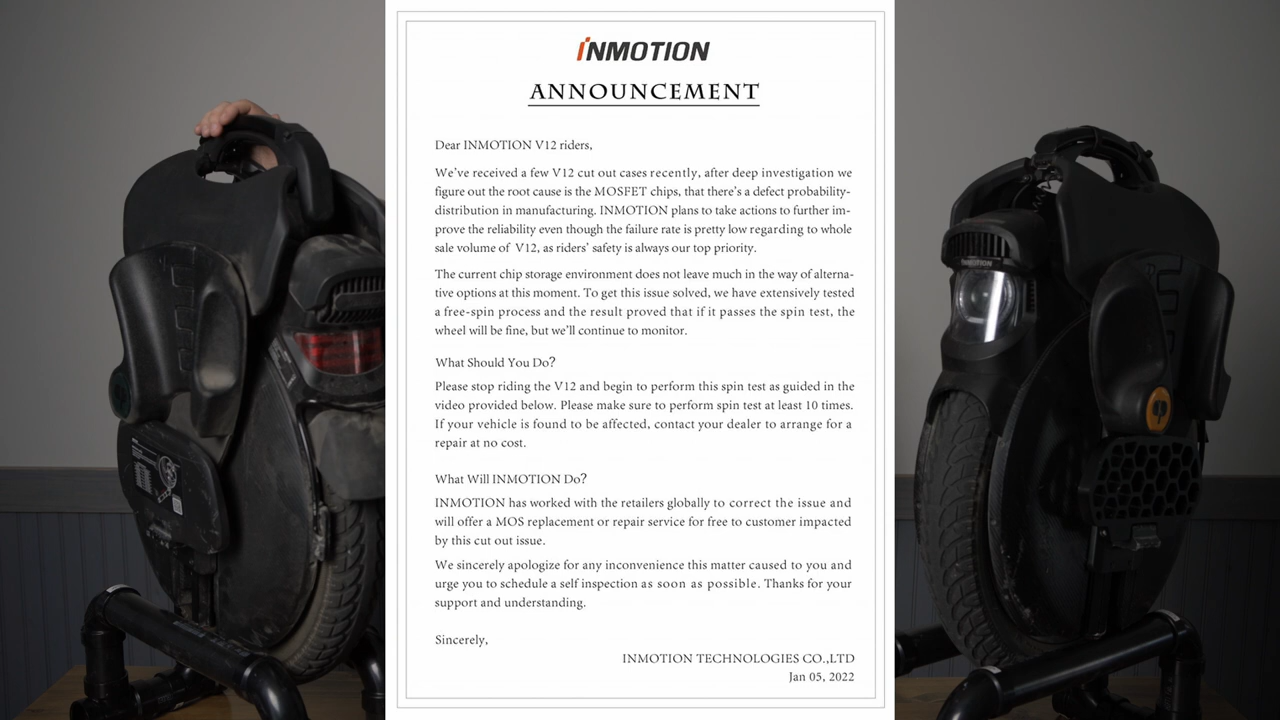 INMOTION
ANNOUNCEMENT
Dear INMOTION V12 riders,
We've received a few V12 cut out cases recently, after deep investigation we
figure out the root cause is the MOSFET chips, that there's a defect probability-
distribution in manufacturing. INMOTION plans to take actions to further im-
prove the reliability even though the failure rate is pretty low regarding to whole
sale volume of V12, as riders' safety is always our top priority.
The current chip storage environment does not leave much in the way of alterna-
tive options at this moment. To get this issue solved, we have extensively tested
a free-spin process and the result proved that if it passes the spin test, the
wheel will be fine, but we'll continue to monitor.
What Should You Do?
Please stop riding the V12 and begin to perform this spin test as guided in the
video provided below. Please make sure to perform spin test at least 10 times.
If your vehicle is found to be affected, contact your dealer to arrange for a
repair at no cost.
What Will INMOTION Do?
INMOTION has worked with the retailers globally to correct the issue and
will offer a MOS replacement or repair service for free to customer impacted
by this cut out issue.
We sincerely apologize for any inconvenience this matter caused to you and
urge you to schedule a self inspection as soon as possible. Thanks for your
support and understanding.
Sincerely,
INMOTION TECHNOLOGIES CO.,LTD
Jan 05, 2022
INMOTION